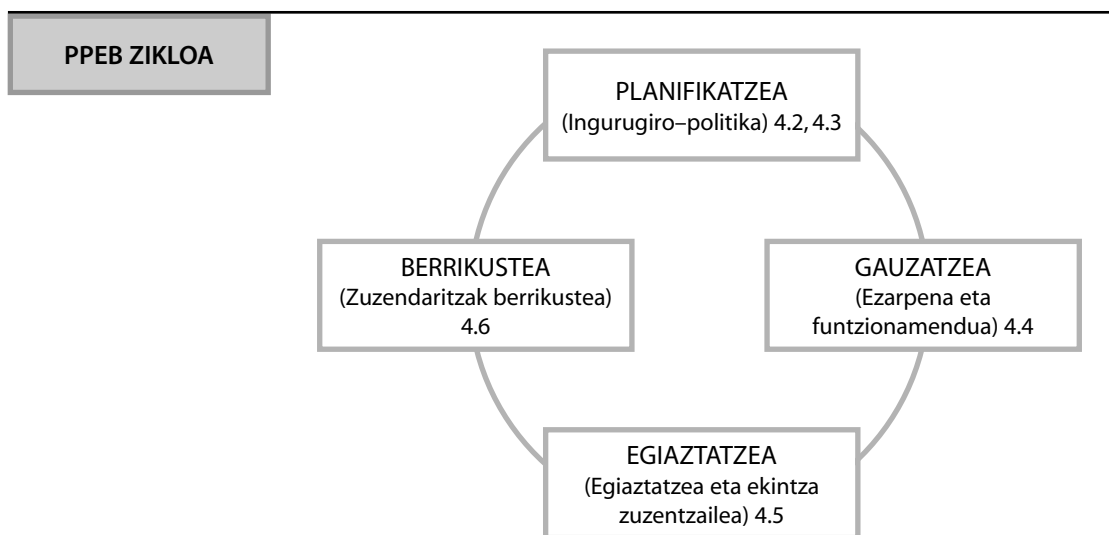 PPEB ZIKLOA
PLANIFIKATZEA
(Ingurugiro–politika) 4.2, 4.3
BERRIKUSTEA
(Zuzendaritzak berrikustea)
4.6
GAUZATZEA
(Ezarpena eta
funtzionamendua) 4.4
EGIAZTATZEA
(Egiaztatzea eta ekintza
zuzentzailea) 4.5